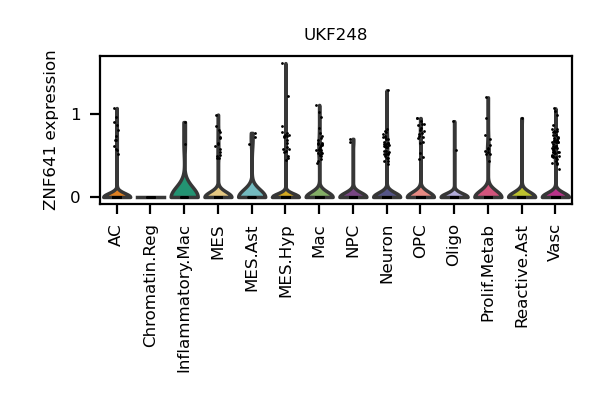 UKF248
ZNF641 expression
1
0
AC
Chromatin.Reg
Inflammatory.Mac
MES
MES.Ast
MES.Hyp
Mac
NPC
Neuron
OPC
Oligo
Prolif.Metab
Reactive.Ast
Vasc